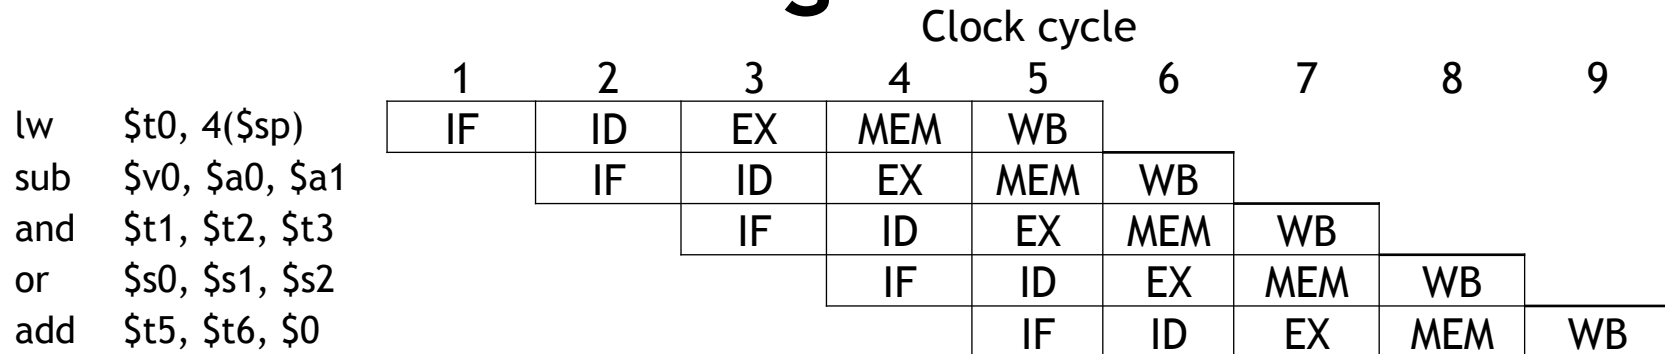 Clock cycle
1 2 3 4 5 6 7 8 9
lw $t0, 4($sp) IF ID EX MEM WB
sub $v0, $a0, $a1 IF ID EX MEM WB
and $t1, $t2, $t3 IF ID EX MEM WB
or $s0, $s1, $s2 IF ID EX MEM WB
add $t5, $t6, $0 IF ID EX MEM WB